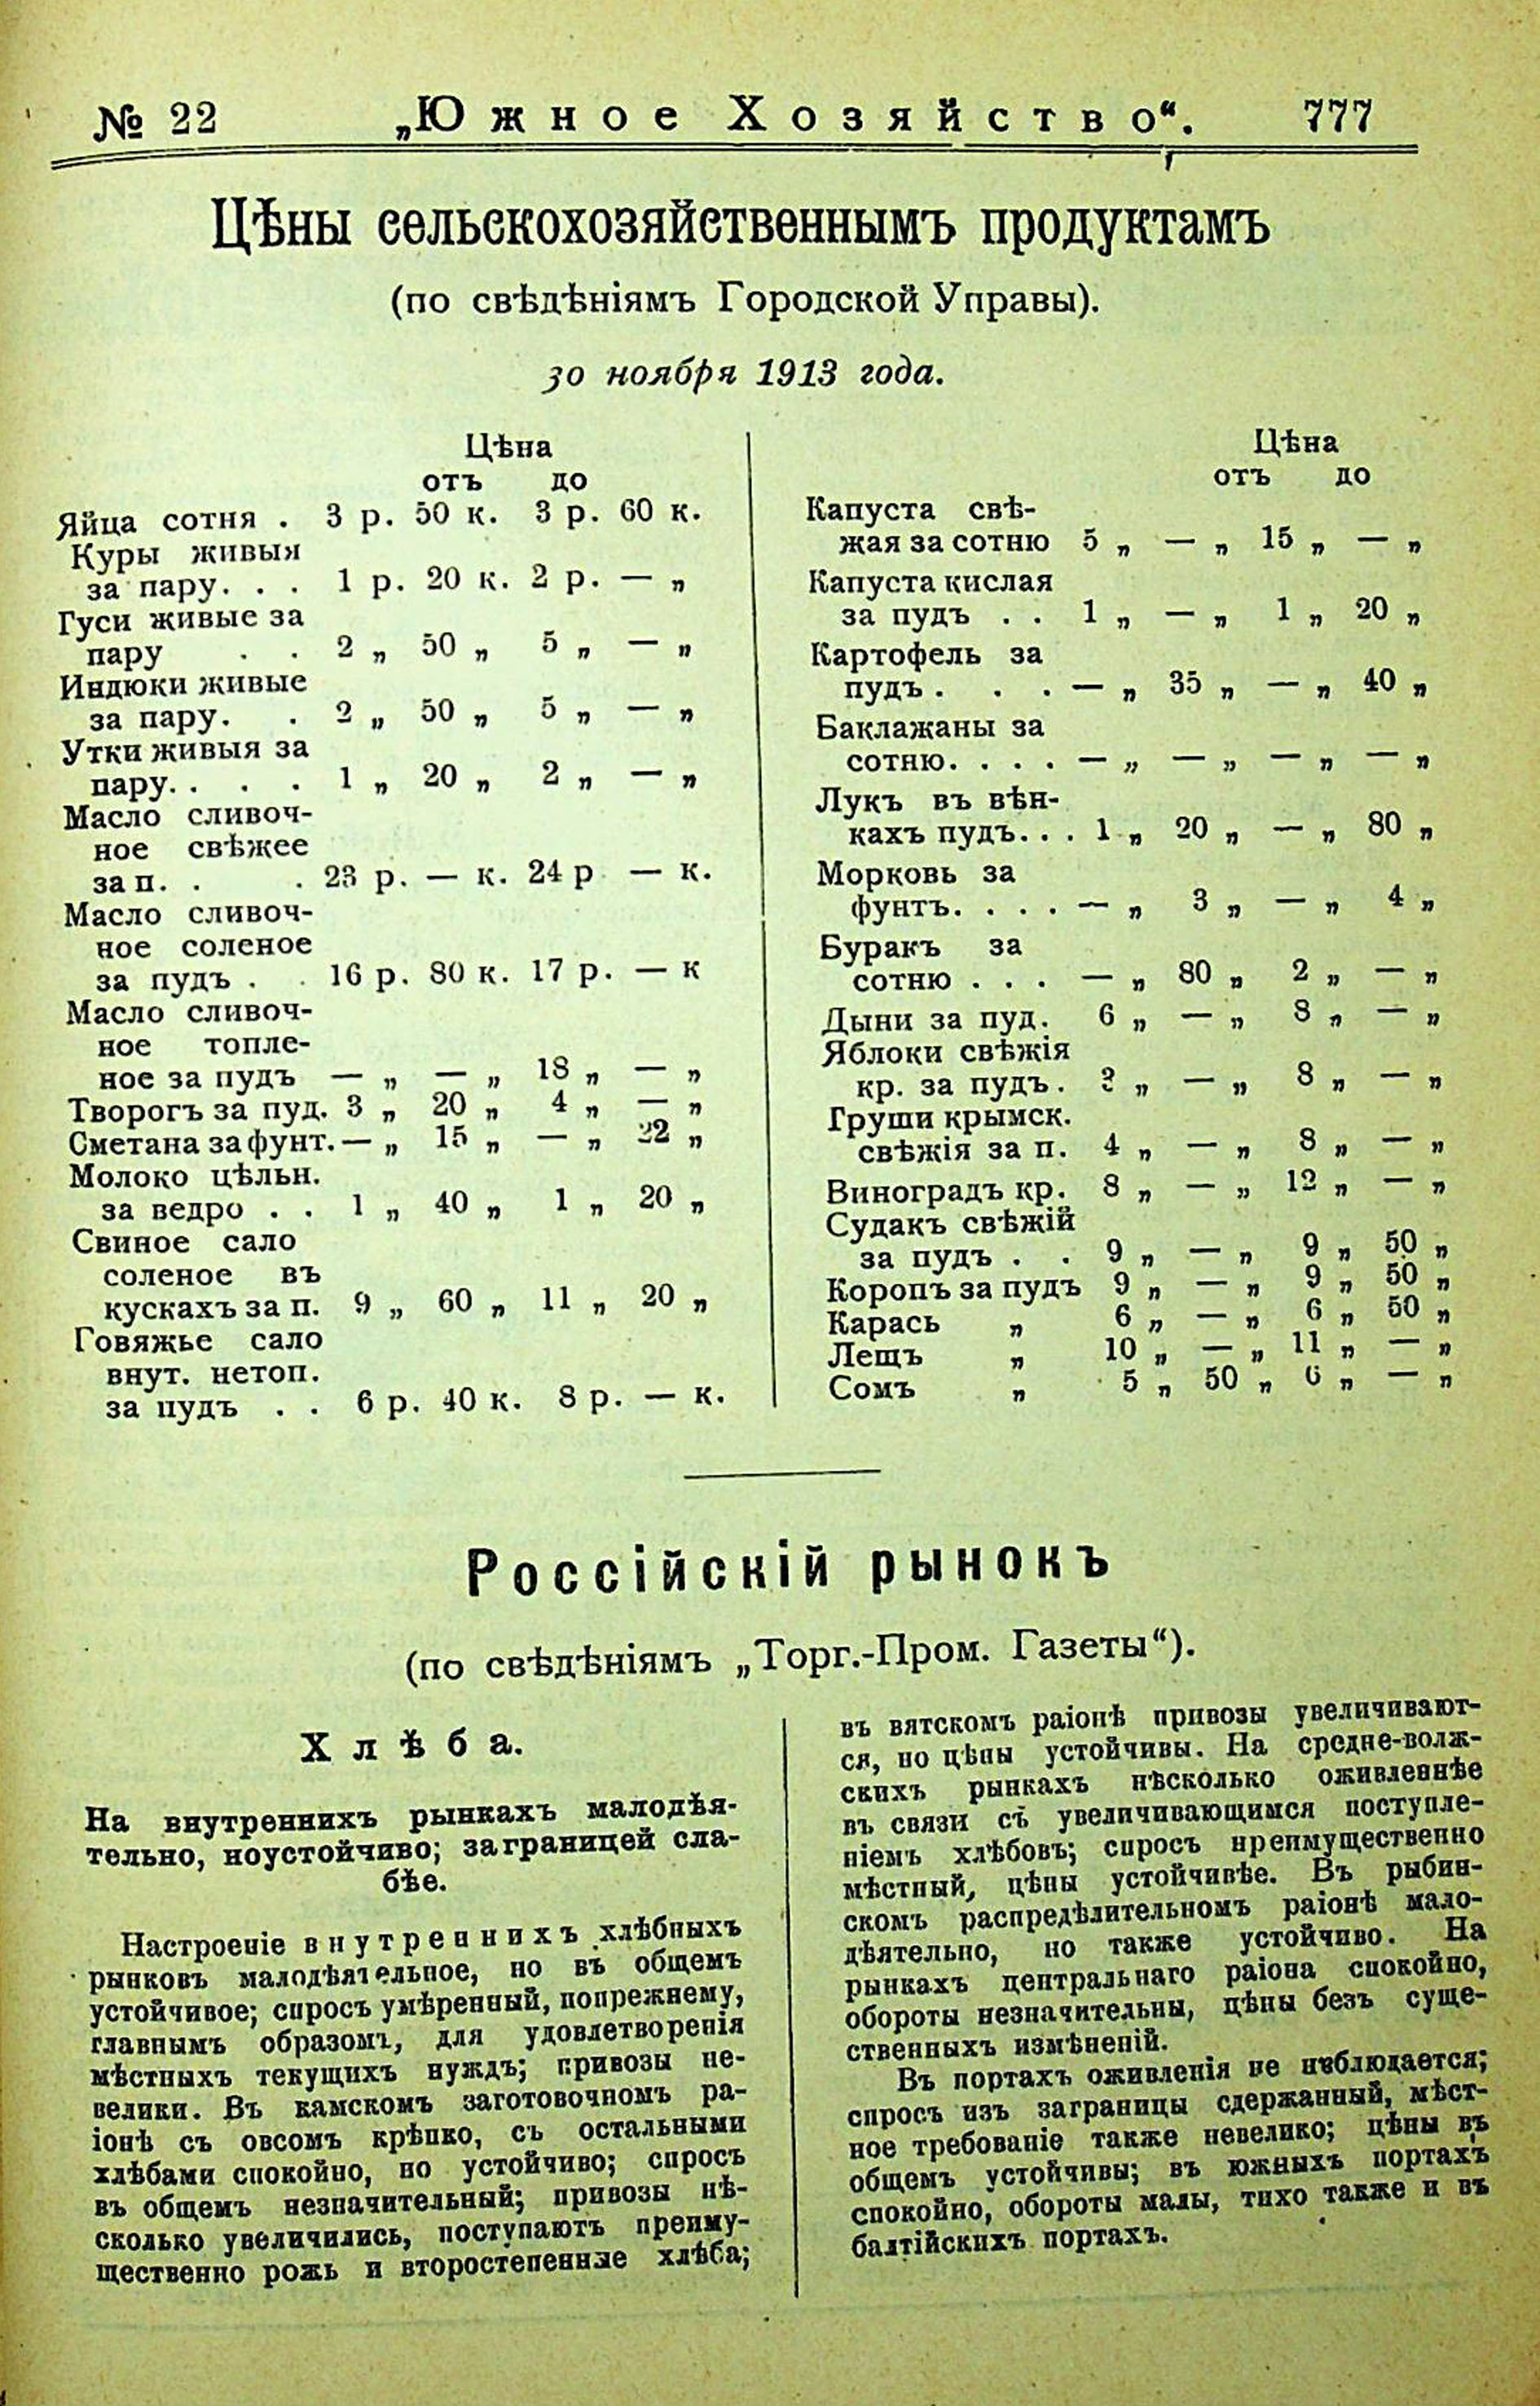 № 22 „Южное Хозяйство“. 777
Цѣны сельскохозяйственнымъ продуктамъ
(по свѣдѣніямъ Городской Управы).
30 ноября 1913 года.
Цѣна
отъ до
Яйца сотня . 3 р. 50 к. 3 р. 60 к.
Куры живыя
за пару. . . 1 р. 20 к. 2 р. — „
Гуси живые за
пару . . 2 „ 50 „ 5 „ — „
Индюки живые
за пару. . 2 „ 50 „ 5 „ — „
Утки живыя за
пару. . . . 1 „ 20 „ 2 „ — „
Масло сливоч-
ное свѣжее
за п. . . 23 р. — к. 24 р — к.
Масло сливоч-
ное соленое
за пудъ . . 16 р. 80 к. 17 р. — к
Масло сливоч-
ное топле-
ное за пудъ — „ — „ 18 „ — „
Творогъ за пуд. 3 „ 20 „ 4 „ — „
Сметана за фунт. — „ 15 „ — „ 22 „
Молоко цѣльн.
за ведро . . 1 „ 40 „ 1 „ 20 „
Свиное сало
соленое въ
кускахъ за п. 9 „ 60 „ 11 „ 20 „
Говяжье сало
внут. нетоп.
за пудъ . . 6 р. 40 к. 8 р. — к.
Цѣна
отъ до
Капуста свѣ-
жая за сотню 5 „ — „ 15 „ — „
Капуста кислая
за пудъ . . 1 „ — „ 1 „ 20 „
Картофель за
пудъ . . . — „ 35 „ — „ 40 „
Баклажаны за
сотню. . . . — „ — „ — „ — „
Лукъ въ вѣн-
кахъ пудъ. . . 1 „ 20 „ — „ 80 „
Морковь за
фунтъ. . . . — „ 3 „ — „ 4 „
Буракъ за
сотню . . . — „ 80 „ 2 „ — „
Дыни за пуд. 6 „ — „ 8 „ — „
Яблоки свѣжія
кр. за пудъ. „ — „ 8 „ — „
Груши крымск.
свѣжія за п. 4 „ — „ 8 „ — „
Виноградъ кр. 8 „ — „ 12 „ — „
Судакъ свѣжій
за пудъ . . 9 „ — „ 9 „ 50 „
Коропъ за пудъ 9 „ — „ 9 „ 50 „
Карась „ 6 „ — „ 6 „ 50 „
Лещъ „ 10 „ — „ 11 „ — „
Сомъ „ 5 „ 50 „ 6 „ — „
Россійскій рынокъ
(по свѣдѣніямъ „Торг.-Пром. Газеты“).
Хлѣба.
На внутреннихъ рынкахъ малодѣя-
тельно, ноустойчиво; заграницей сла-
бѣе.
Настроеніе внутреннихъ хлѣбныхъ
рынковъ малодѣятельное, но въ общемъ
устойчивое; спросъ умѣренный, попрежнему,
главнымъ образомъ, для удовлетворенія
мѣстныхъ текущихъ нуждъ; привозы не-
велики. Въ камскомъ заготовочномъ ра-
іонѣ съ овсомъ крѣпко, съ остальными
хлѣбами спокойно, но устойчиво; спросъ
въ общемъ незначительный; привозы нѣ-
сколько увеличились, поступаютъ преиму-
щественно рожь и второстепенные хлѣба;
въ вятскомъ раіонѣ привозы увеличивают-
ся, но цѣны устойчивы. На средне-волж-
скихъ рынкахъ нѣсколько оживленнѣе
въ связи съ увеличивающимся поступле-
ніемъ хлѣбовъ; спросъ преимущественно
мѣстный, цѣны устойчивѣе. Въ рыбин-
скомъ распредѣлительномъ раіонѣ мало-
дѣятельно, но также устойчиво. На
рынкахъ центральнаго раіона спокойно,
обороты незначительны, цѣны безъ суще-
ственныхъ измѣненій.
Въ портахъ оживленія не наблюдается;
спросъ изъ заграницы сдержанный, мѣст-
ное требованіе также невелико; цѣны въ
общемъ устойчивы; въ южныхъ портахъ
спокойно, обороты малы, тихо также и въ
балтійскихъ портахъ.